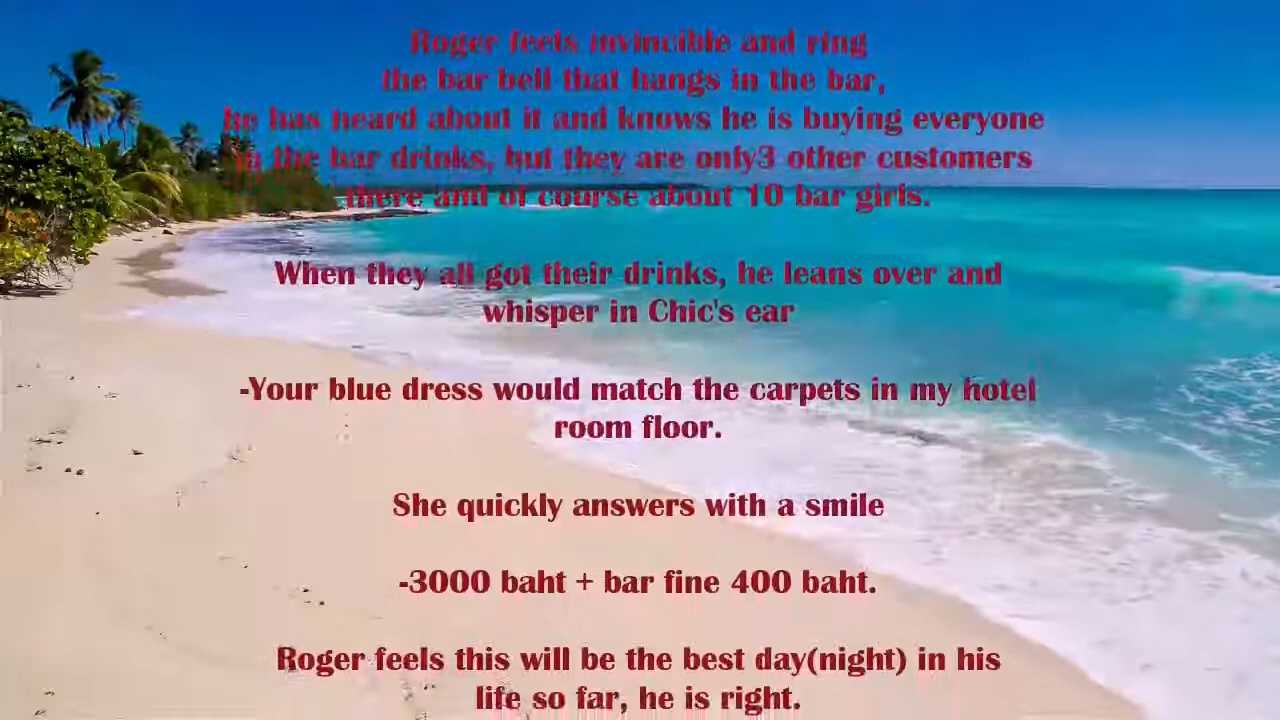 Roger feels invincible and ring
the bar bell that hangs in the bar,
he has heard about it and knows he is buying everyone
in the bar drinks, but they are only3 other customers
there and of course about 10 bar girls.
When they all got their drinks, he leans over and
whisper in Chic's ear
-Your blue dress would match the carpets in my hotel
room floor.
She quickly answers with a smile
-3000 baht + bar fine 400 baht.
Roger feels this will be the best day(night) in his
life so far, he is right.